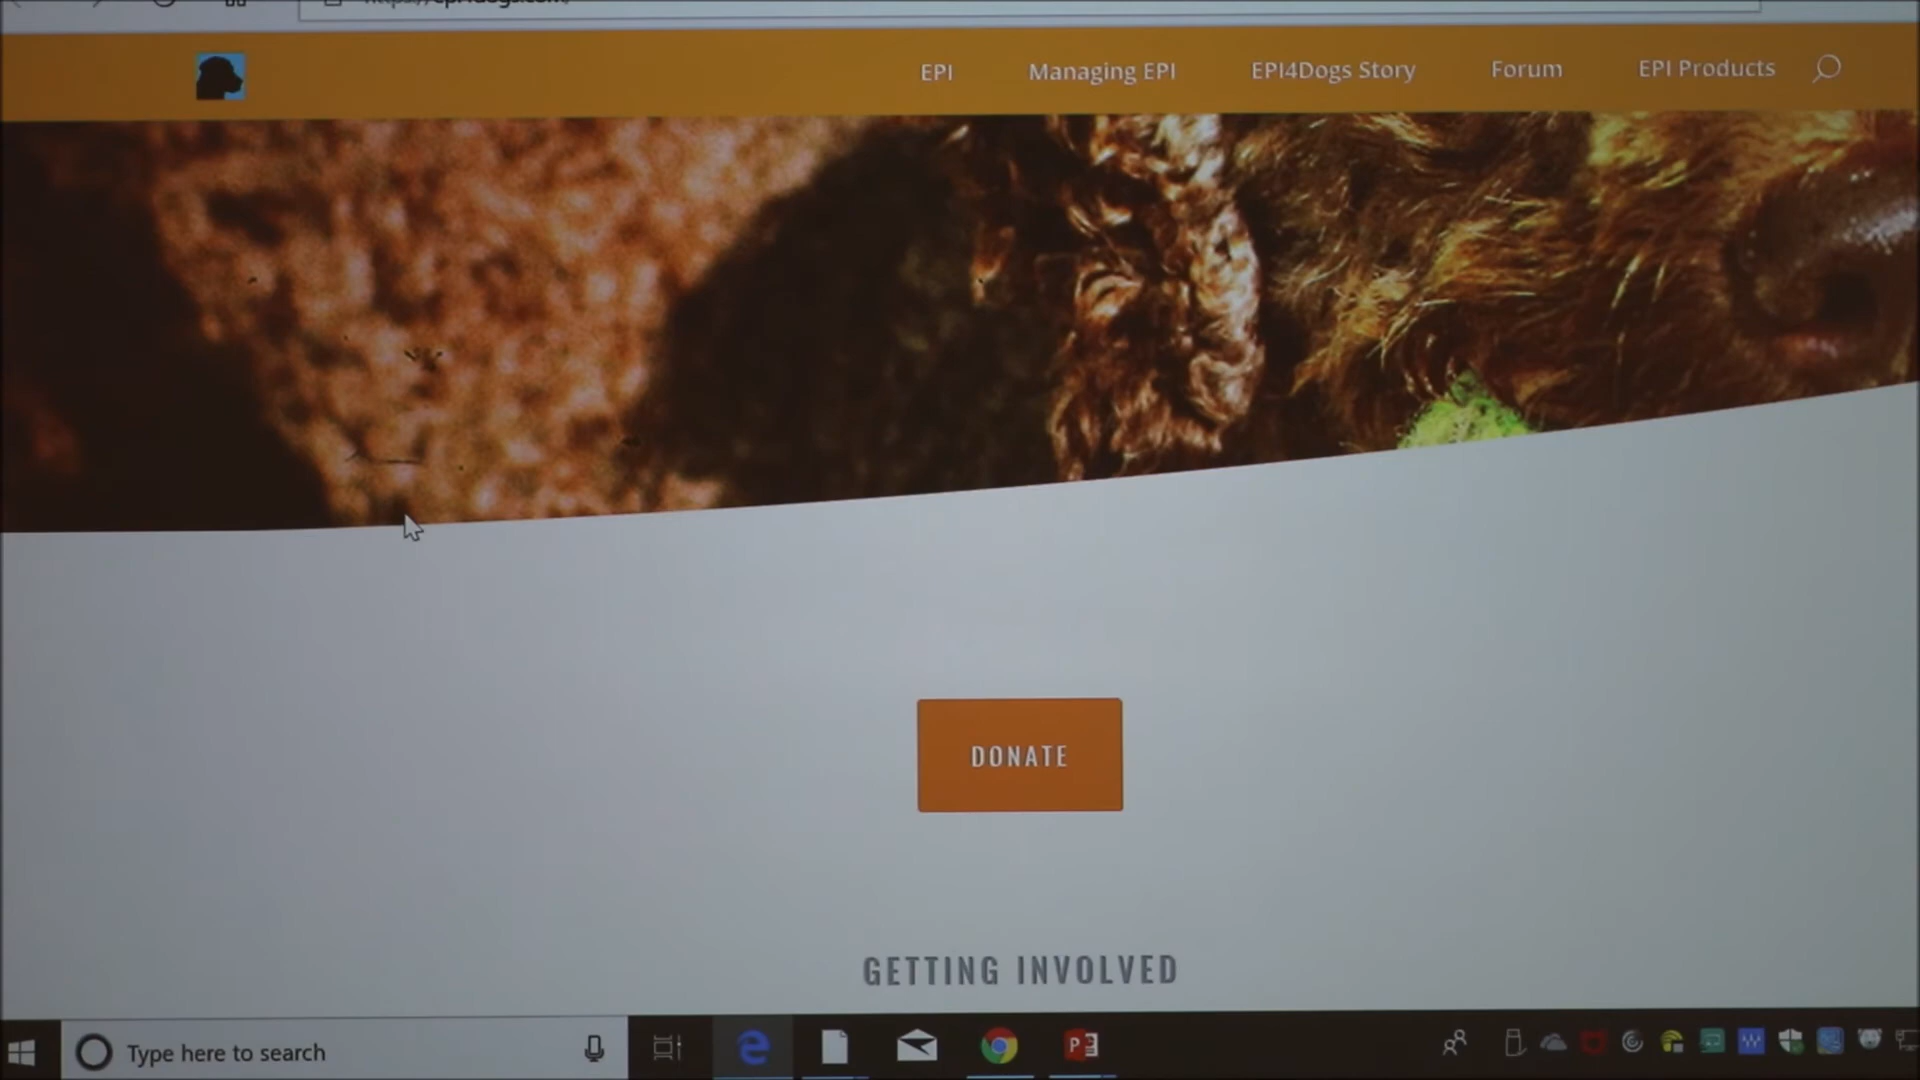 EPI Managing EPI EPI4Dogs Story Forum EPI Products
DONATE
GETTING INVOLVED
Type here to search